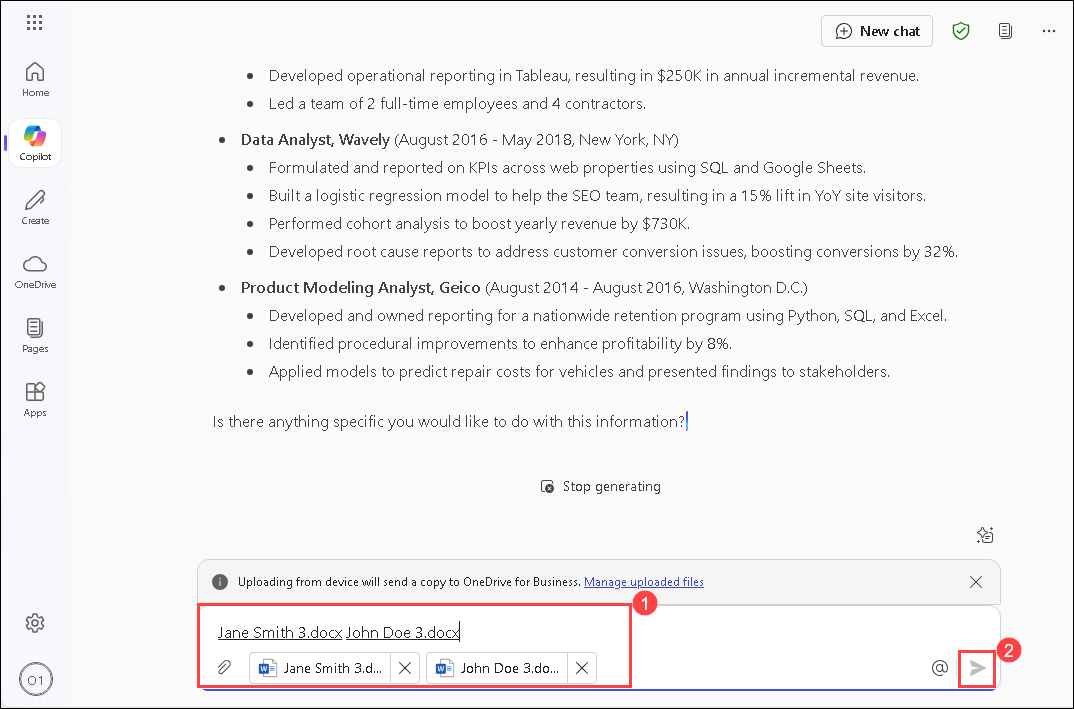 New chat
Home
Copilot
Create
OneDrive
Pages
Apps
• Developed operational reporting in Tableau, resulting in $250K in annual incremental revenue.
• Led a team of 2 full-time employees and 4 contractors.
• Data Analyst, Wavely (August 2016 - May 2018, New York, NY)
• Formulated and reported on KPIs across web properties using SQL and Google Sheets.
• Built a logistic regression model to help the SEO team, resulting in a 15% lift in YoY site visitors.
• Performed cohort analysis to boost yearly revenue by $730K.
• Developed root cause reports to address customer conversion issues, boosting conversions by 32%.
• Product Modeling Analyst, Geico (August 2014 - August 2016, Washington D.C.)
• Developed and owned reporting for a nationwide retention program using Python, SQL, and Excel.
• Identified procedural improvements to enhance profitability by 8%.
• Applied models to predict repair costs for vehicles and presented findings to stakeholders.
Is there anything specific you would like to do with this information?
Stop generating
Uploading from device will send a copy to OneDrive for Business. Manage uploaded files
1
Jane Smith 3.docx John Doe 3.docx
Jane Smith 3.d... John Doe 3.do...
@
2
O1